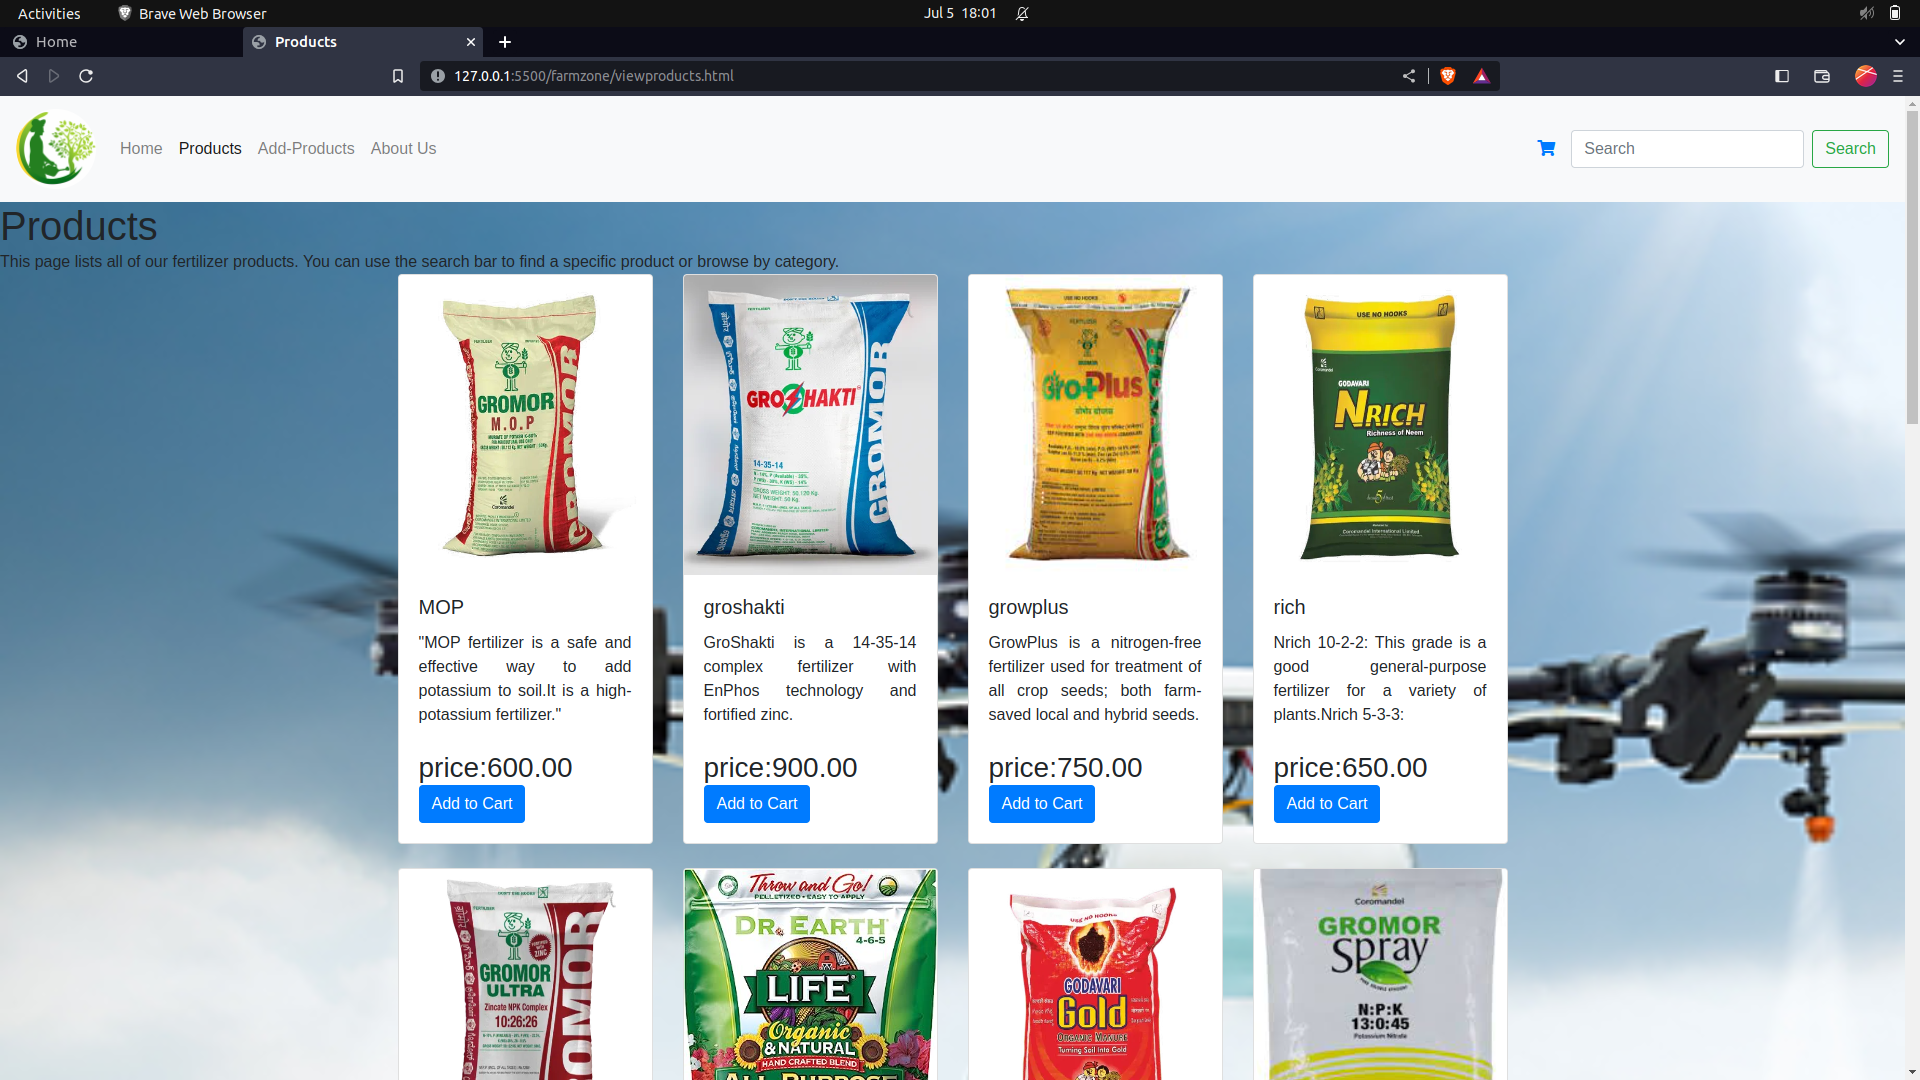 Activities
Brave Web Browser
Jul 5 18:01
Home
Products
127.0.0.1:5500/farmzone/viewproducts.html
Home
Products
Add-Products
About Us
Search
Search
Products
This page lists all of our fertilizer products. You can use the search bar to find a specific product or browse by category.
GROMOR
M.O.P
GROMOR
GROSHAKTI
14-35-14
GROMOR
USE NO HOOKS
GroPlus
USE NO HOOKS
GODAVARI
NRICH
Richness of Neem
Coromandel International Limited
MOP
"MOP fertilizer is a safe and
effective way to add
potassium to soil.It is a high-
potassium fertilizer."
price:600.00
Add to Cart
groshakti
GroShakti is a 14-35-14
complex fertilizer with
EnPhos technology and
fortified zinc.
price:900.00
Add to Cart
growplus
GrowPlus is a nitrogen-free
fertilizer used for treatment of
all crop seeds; both farm-
saved local and hybrid seeds.
price:750.00
Add to Cart
rich
Nrich 10-2-2: This grade is a
good general-purpose
fertilizer for a variety of
plants.Nrich 5-3-3:
price:650.00
Add to Cart
GROMOR
ULTRA
Zincate NPK Complex
10:26:26
GROMOR
Throw and Go!
PELLETIZED • EASY TO APPLY
DR. EARTH
4-6-5
LIFE
Organic
& NATURAL
HAND CRAFTED BLEND
ALL PURPOSE
USE NO HOOKS
GODAVARI
Gold
ORGANIC MANURE
Turning Soil Into Gold
Coromandel
GROMOR
Spray
N:P:K
13:0:45
Potassium Nitrate